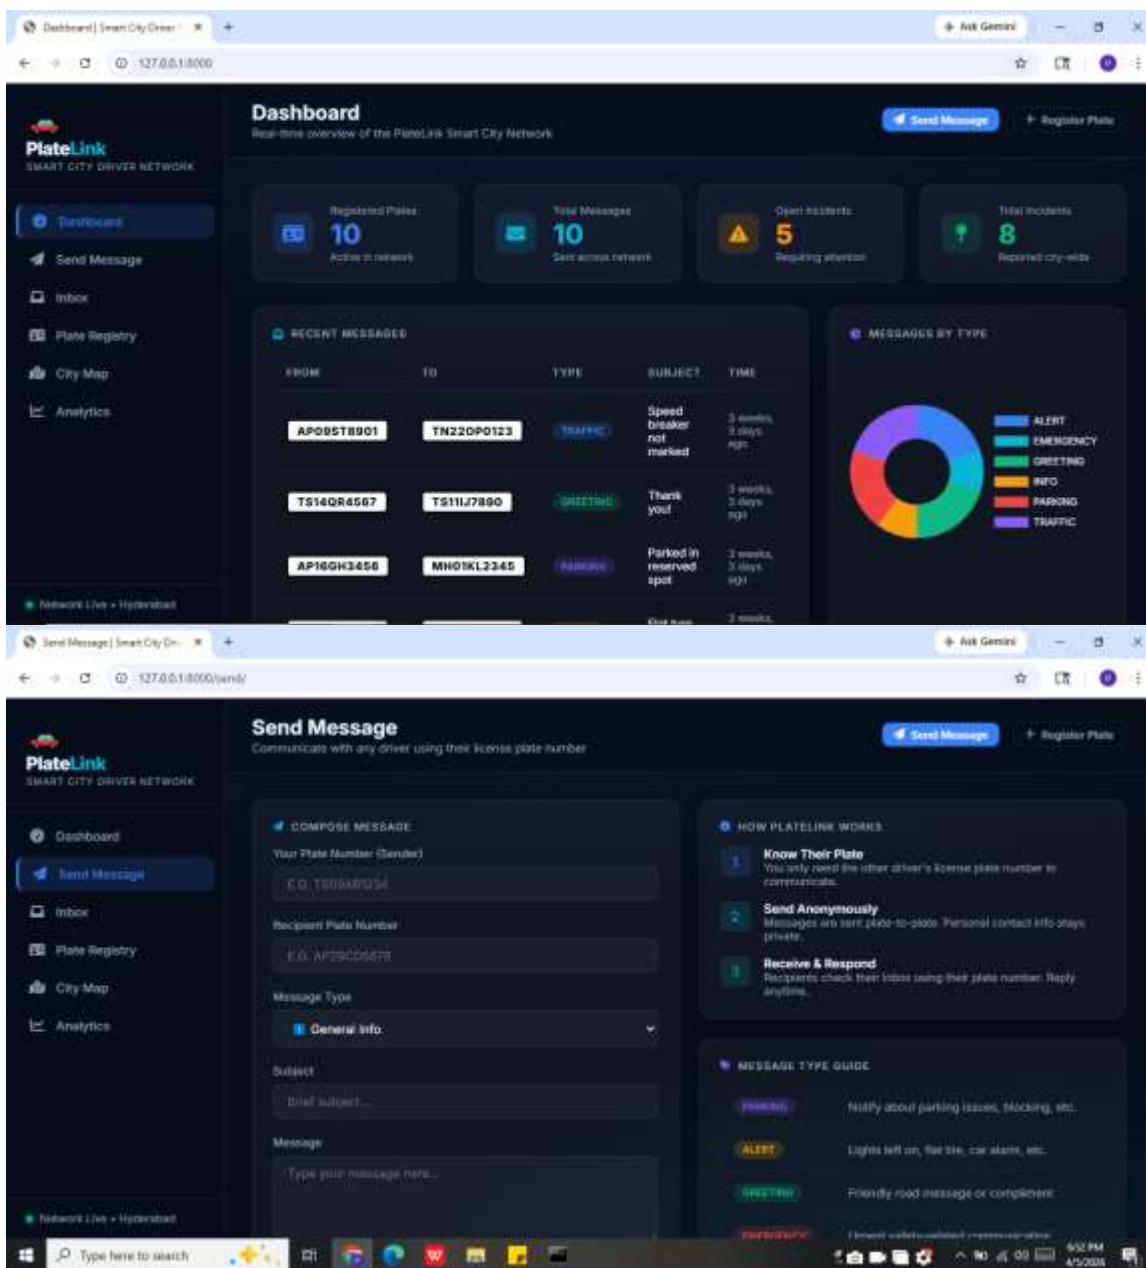 Dashboard | Smart City Driver
Ask Gemini
127.0.0.1:8000
PlateLink
SMART CITY DRIVER NETWORK
Dashboard
Send Message
Inbox
Plate Registry
City Map
Analytics
Network Live • Hyderabad
Dashboard
Real-time overview of the PlateLink Smart City Network
Send Message
+ Register Plate
Registered Plates
10
Active in network
Total Messages
10
Sent across network
Open Incidents
5
Requiring attention
Total Incidents
8
Reported city-wide
RECENT MESSAGES
FROM TO TYPE SUBJECT TIME
AP09ST8901 TN22OP0123 TRAFFIC Speed breaker not marked 3 weeks, 3 days ago
TS14QR4567 TS11IJ7890 GREETING Thank you! 3 weeks, 3 days ago
AP16GH3456 MH01KL2345 PARKING Parked in reserved spot 3 weeks, 3 days ago
3 weeks,
MESSAGES BY TYPE
ALERT
EMERGENCY
GREETING
INFO
PARKING
TRAFFIC
Send Message | Smart City Dri
Ask Gemini
127.0.0.1:8000/send/
PlateLink
SMART CITY DRIVER NETWORK
Dashboard
Send Message
Inbox
Plate Registry
City Map
Analytics
Network Live • Hyderabad
Send Message
Communicate with any driver using their license plate number
Send Message
+ Register Plate
COMPOSE MESSAGE
Your Plate Number (Sender)
E.G. TS09AB1234
Recipient Plate Number
E.G. AP28CD5678
Message Type
General Info
Subject
Brief subject...
Message
Type your message here...
HOW PLATELINK WORKS
1 Know Their Plate
You only need the other driver's license plate number to
communicate.
2 Send Anonymously
Messages are sent plate-to-plate. Personal contact info stays
private.
3 Receive & Respond
Recipients check their inbox using their plate number. Reply
anytime.
MESSAGE TYPE GUIDE
PARKING Notify about parking issues, blocking, etc.
ALERT Lights left on, flat tire, car alarm, etc.
GREETING Friendly road message or compliment
EMERGENCY Urgent safety-related communication
Type here to search
6:52 PM
4/5/2026